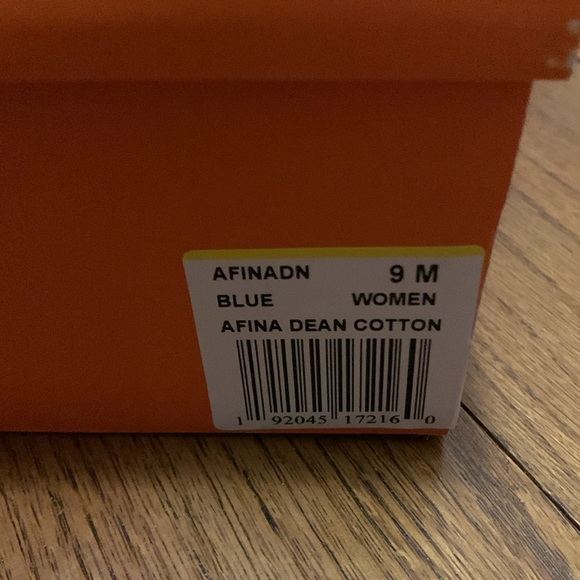 AFINADN 9 M
BLUE WOMEN
AFINA DEAN COTTON
1 92045 17216 0